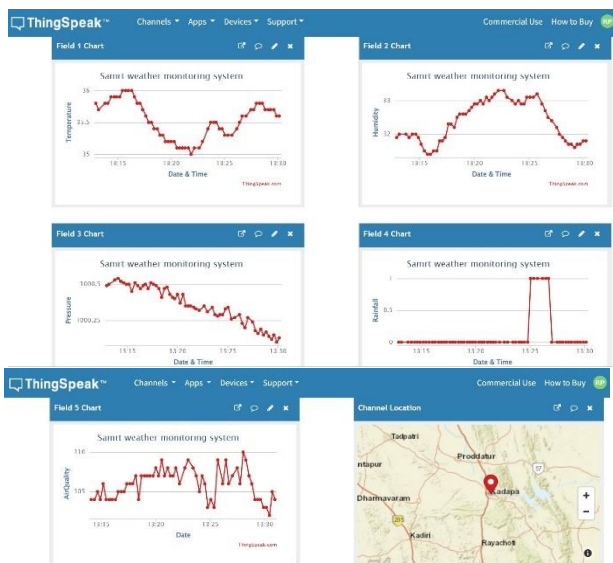 ThingSpeak™ Channels Apps Devices Support Commercial Use How to Buy RP
Field 1 Chart
Samrt weather monitoring system
Temperature
36
35.5
35
13:15 13:20 13:25 13:30
Date & Time
ThingSpeak.com
Field 2 Chart
Samrt weather monitoring system
Humidity
33
32
13:15 13:20 13:25 13:30
Date & Time
ThingSpeak.com
Field 3 Chart
Samrt weather monitoring system
Pressure
1000.5
1000.25
13:15 13:20 13:25 13:30
Date & Time
Field 4 Chart
Samrt weather monitoring system
Rainfall
1
0.5
0
13:15 13:20 13:25 13:30
Date & Time
ThingSpeak™ Channels Apps Devices Support Commercial Use How to Buy RP
Field 5 Chart
Samrt weather monitoring system
AirQuality
110
105
13:15 13:20 13:25 13:30
Date
ThingSpeak.com
Channel Location
Tadpatri
Proddatur
ntapur
57
Kadapa
Dharmavaram
Kadiri
Rayachoti
+
−